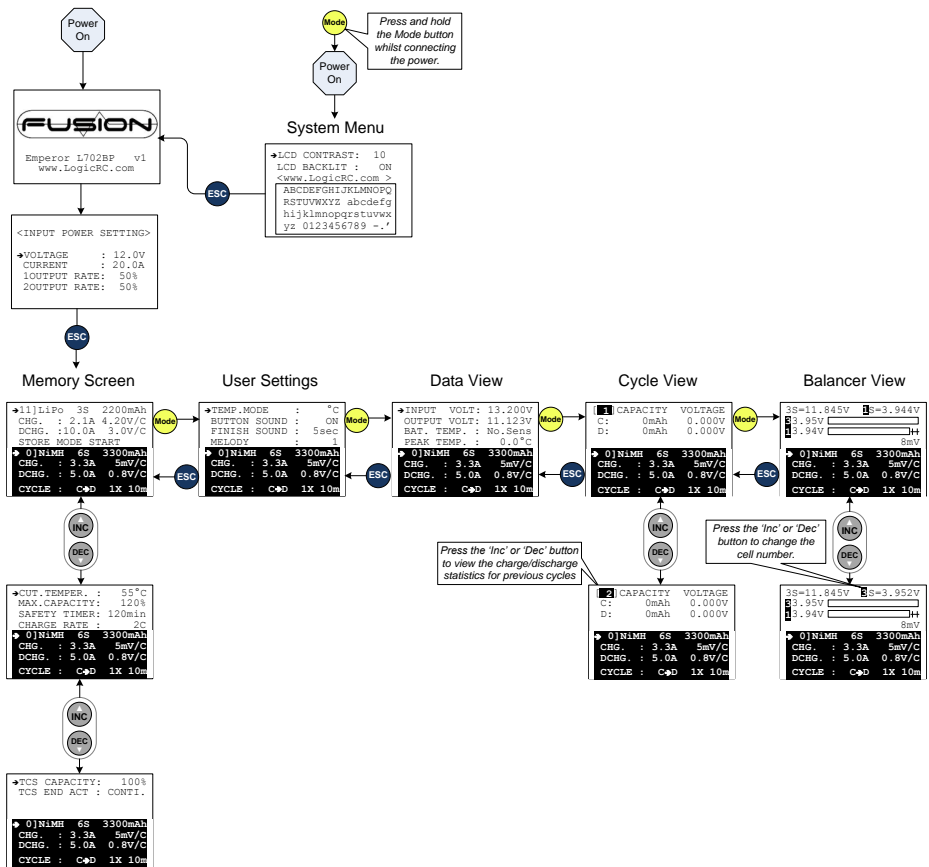 Power
On
Mode
Press and hold
the Mode button
whilst connecting
the power.
Power
On
FUSION
Emperor L702BP v1
www.LogicRC.com
System Menu
➔LCD CONTRAST: 10
LCD BACKLIT : ON
<www.LogicRC.com >
ABCDEFGHIJKLMNOPQ
RSTUVWXYZ abcdefg
hijklmnopqrstuvwx
yz 0123456789 -.’
ESC
<INPUT POWER SETTING>
➔VOLTAGE : 12.0V
CURRENT : 20.0A
1OUTPUT RATE: 50%
2OUTPUT RATE: 50%
ESC
Memory Screen
➔11]LiPo 3S 2200mAh
CHG. : 2.1A 4.20V/C
DCHG. :10.0A 3.0V/C
STORE MODE START
➔ 0]NiMH 6S 3300mAh
CHG. : 3.3A 5mV/C
DCHG. : 5.0A 0.8V/C
CYCLE : C➔D 1X 10m
Mode
ESC
User Settings
➔TEMP.MODE : °C
BUTTON SOUND : ON
FINISH SOUND : 5sec
MELODY : 1
➔ 0]NiMH 6S 3300mAh
CHG. : 3.3A 5mV/C
DCHG. : 5.0A 0.8V/C
CYCLE : C➔D 1X 10m
Mode
ESC
Data View
➔INPUT VOLT: 13.200V
OUTPUT VOLT: 11.123V
BAT. TEMP. : No.Sens
PEAK TEMP. : 0.0°C
➔ 0]NiMH 6S 3300mAh
CHG. : 3.3A 5mV/C
DCHG. : 5.0A 0.8V/C
CYCLE : C➔D 1X 10m
Mode
ESC
Cycle View
[ 1]CAPACITY VOLTAGE
C: 0mAh 0.000V
D: 0mAh 0.000V
➔ 0]NiMH 6S 3300mAh
CHG. : 3.3A 5mV/C
DCHG. : 5.0A 0.8V/C
CYCLE : C➔D 1X 10m
Mode
ESC
Balancer View
3S=11.845V 1S=3.944V
3 3.95V
1 3.94V
8mV
➔ 0]NiMH 6S 3300mAh
CHG. : 3.3A 5mV/C
DCHG. : 5.0A 0.8V/C
CYCLE : C➔D 1X 10m
INC
DEC
INC
DEC
INC
DEC
Press the ‘Inc’ or ‘Dec’ button
to view the charge/discharge
statistics for previous cycles
Press the ‘Inc’ or ‘Dec’
button to change the
cell number.
➔CUT.TEMPER. : 55°C
MAX.CAPACITY: 120%
SAFETY TIMER: 120min
CHARGE RATE : 2C
➔ 0]NiMH 6S 3300mAh
CHG. : 3.3A 5mV/C
DCHG. : 5.0A 0.8V/C
CYCLE : C➔D 1X 10m
[ 2]CAPACITY VOLTAGE
C: 0mAh 0.000V
D: 0mAh 0.000V
➔ 0]NiMH 6S 3300mAh
CHG. : 3.3A 5mV/C
DCHG. : 5.0A 0.8V/C
CYCLE : C➔D 1X 10m
3S=11.845V 3S=3.952V
3 3.95V
1 3.94V
8mV
➔ 0]NiMH 6S 3300mAh
CHG. : 3.3A 5mV/C
DCHG. : 5.0A 0.8V/C
CYCLE : C➔D 1X 10m
INC
DEC
➔TCS CAPACITY: 100%
TCS END ACT : CONTI.
➔ 0]NiMH 6S 3300mAh
CHG. : 3.3A 5mV/C
DCHG. : 5.0A 0.8V/C
CYCLE : C➔D 1X 10m